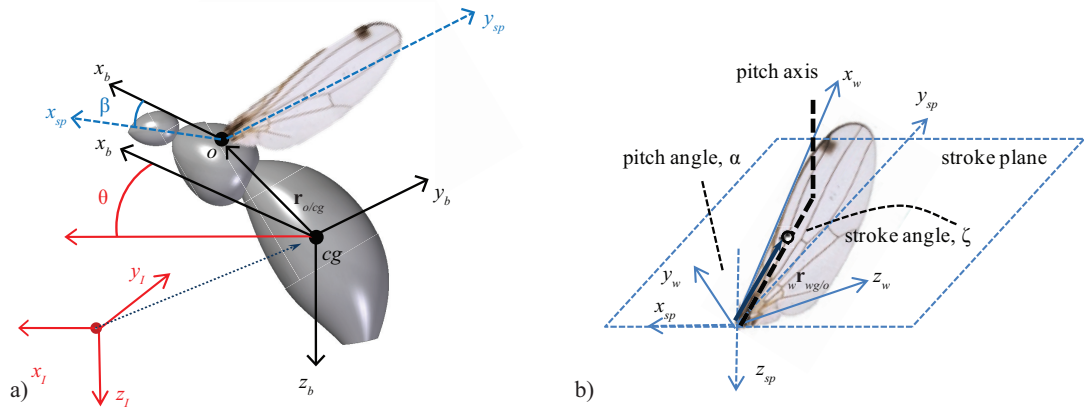 y_sp
x_b
β
x_sp
x_b
o
θ
r_o/cg
y_b
cg
y_I
x_I
z_I
z_b
a)
pitch axis
x_w
y_sp
pitch angle, α
stroke plane
stroke angle, ζ
y_w
w r_wg/o
z_w
x_sp
z_sp
b)